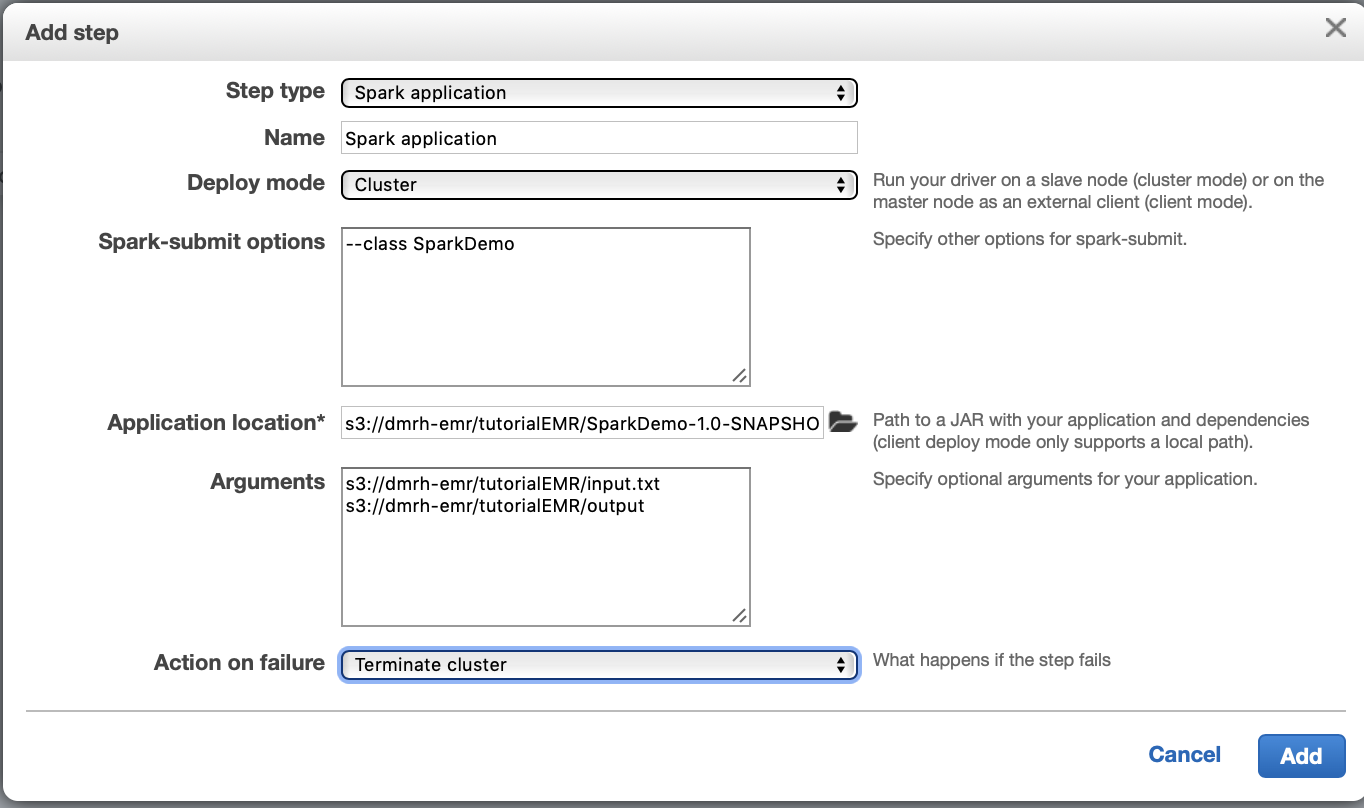 Add step
Step type Spark application
Name Spark application
Deploy mode Cluster Run your driver on a slave node (cluster mode) or on the
master node as an external client (client mode).
Spark-submit options --class SparkDemo Specify other options for spark-submit.
Application location* s3://dmrh-emr/tutorialEMR/SparkDemo-1.0-SNAPSHO Path to a JAR with your application and dependencies
(client deploy mode only supports a local path).
Arguments s3://dmrh-emr/tutorialEMR/input.txt Specify optional arguments for your application.
s3://dmrh-emr/tutorialEMR/output
Action on failure Terminate cluster What happens if the step fails
Cancel Add